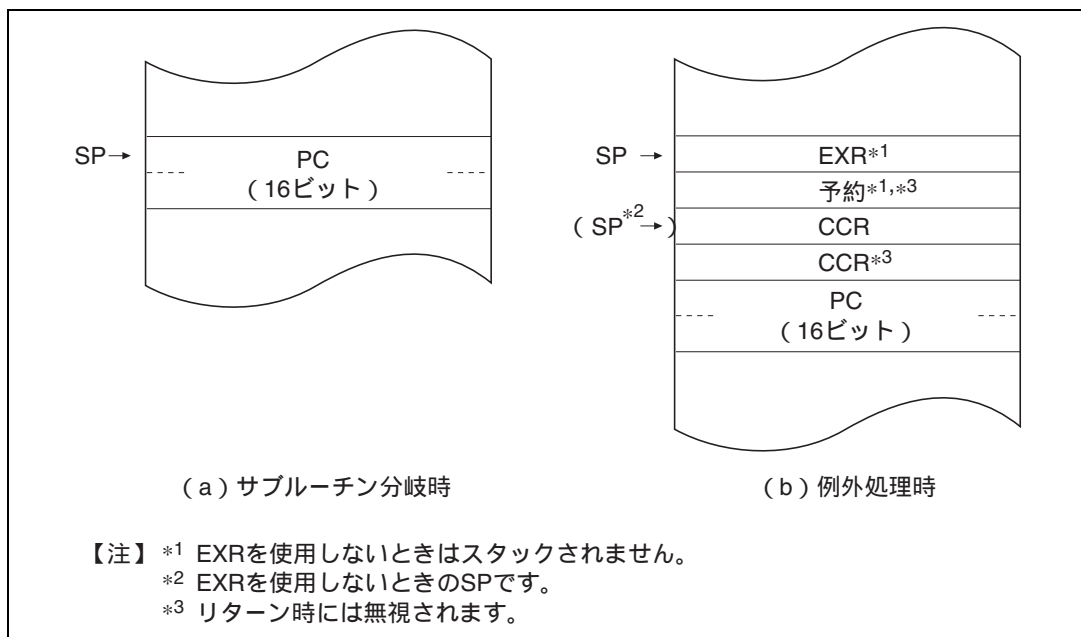 SP→
PC
（16ビット）
（a）サブルーチン分岐時
SP →
EXR*1
予約*1,*3
（SP*2→）
CCR
CCR*3
PC
（16ビット）
（b）例外処理時
【注】 *1 EXRを使用しないときはスタックされません。
*2 EXRを使用しないときのSPです。
*3 リターン時には無視されます。